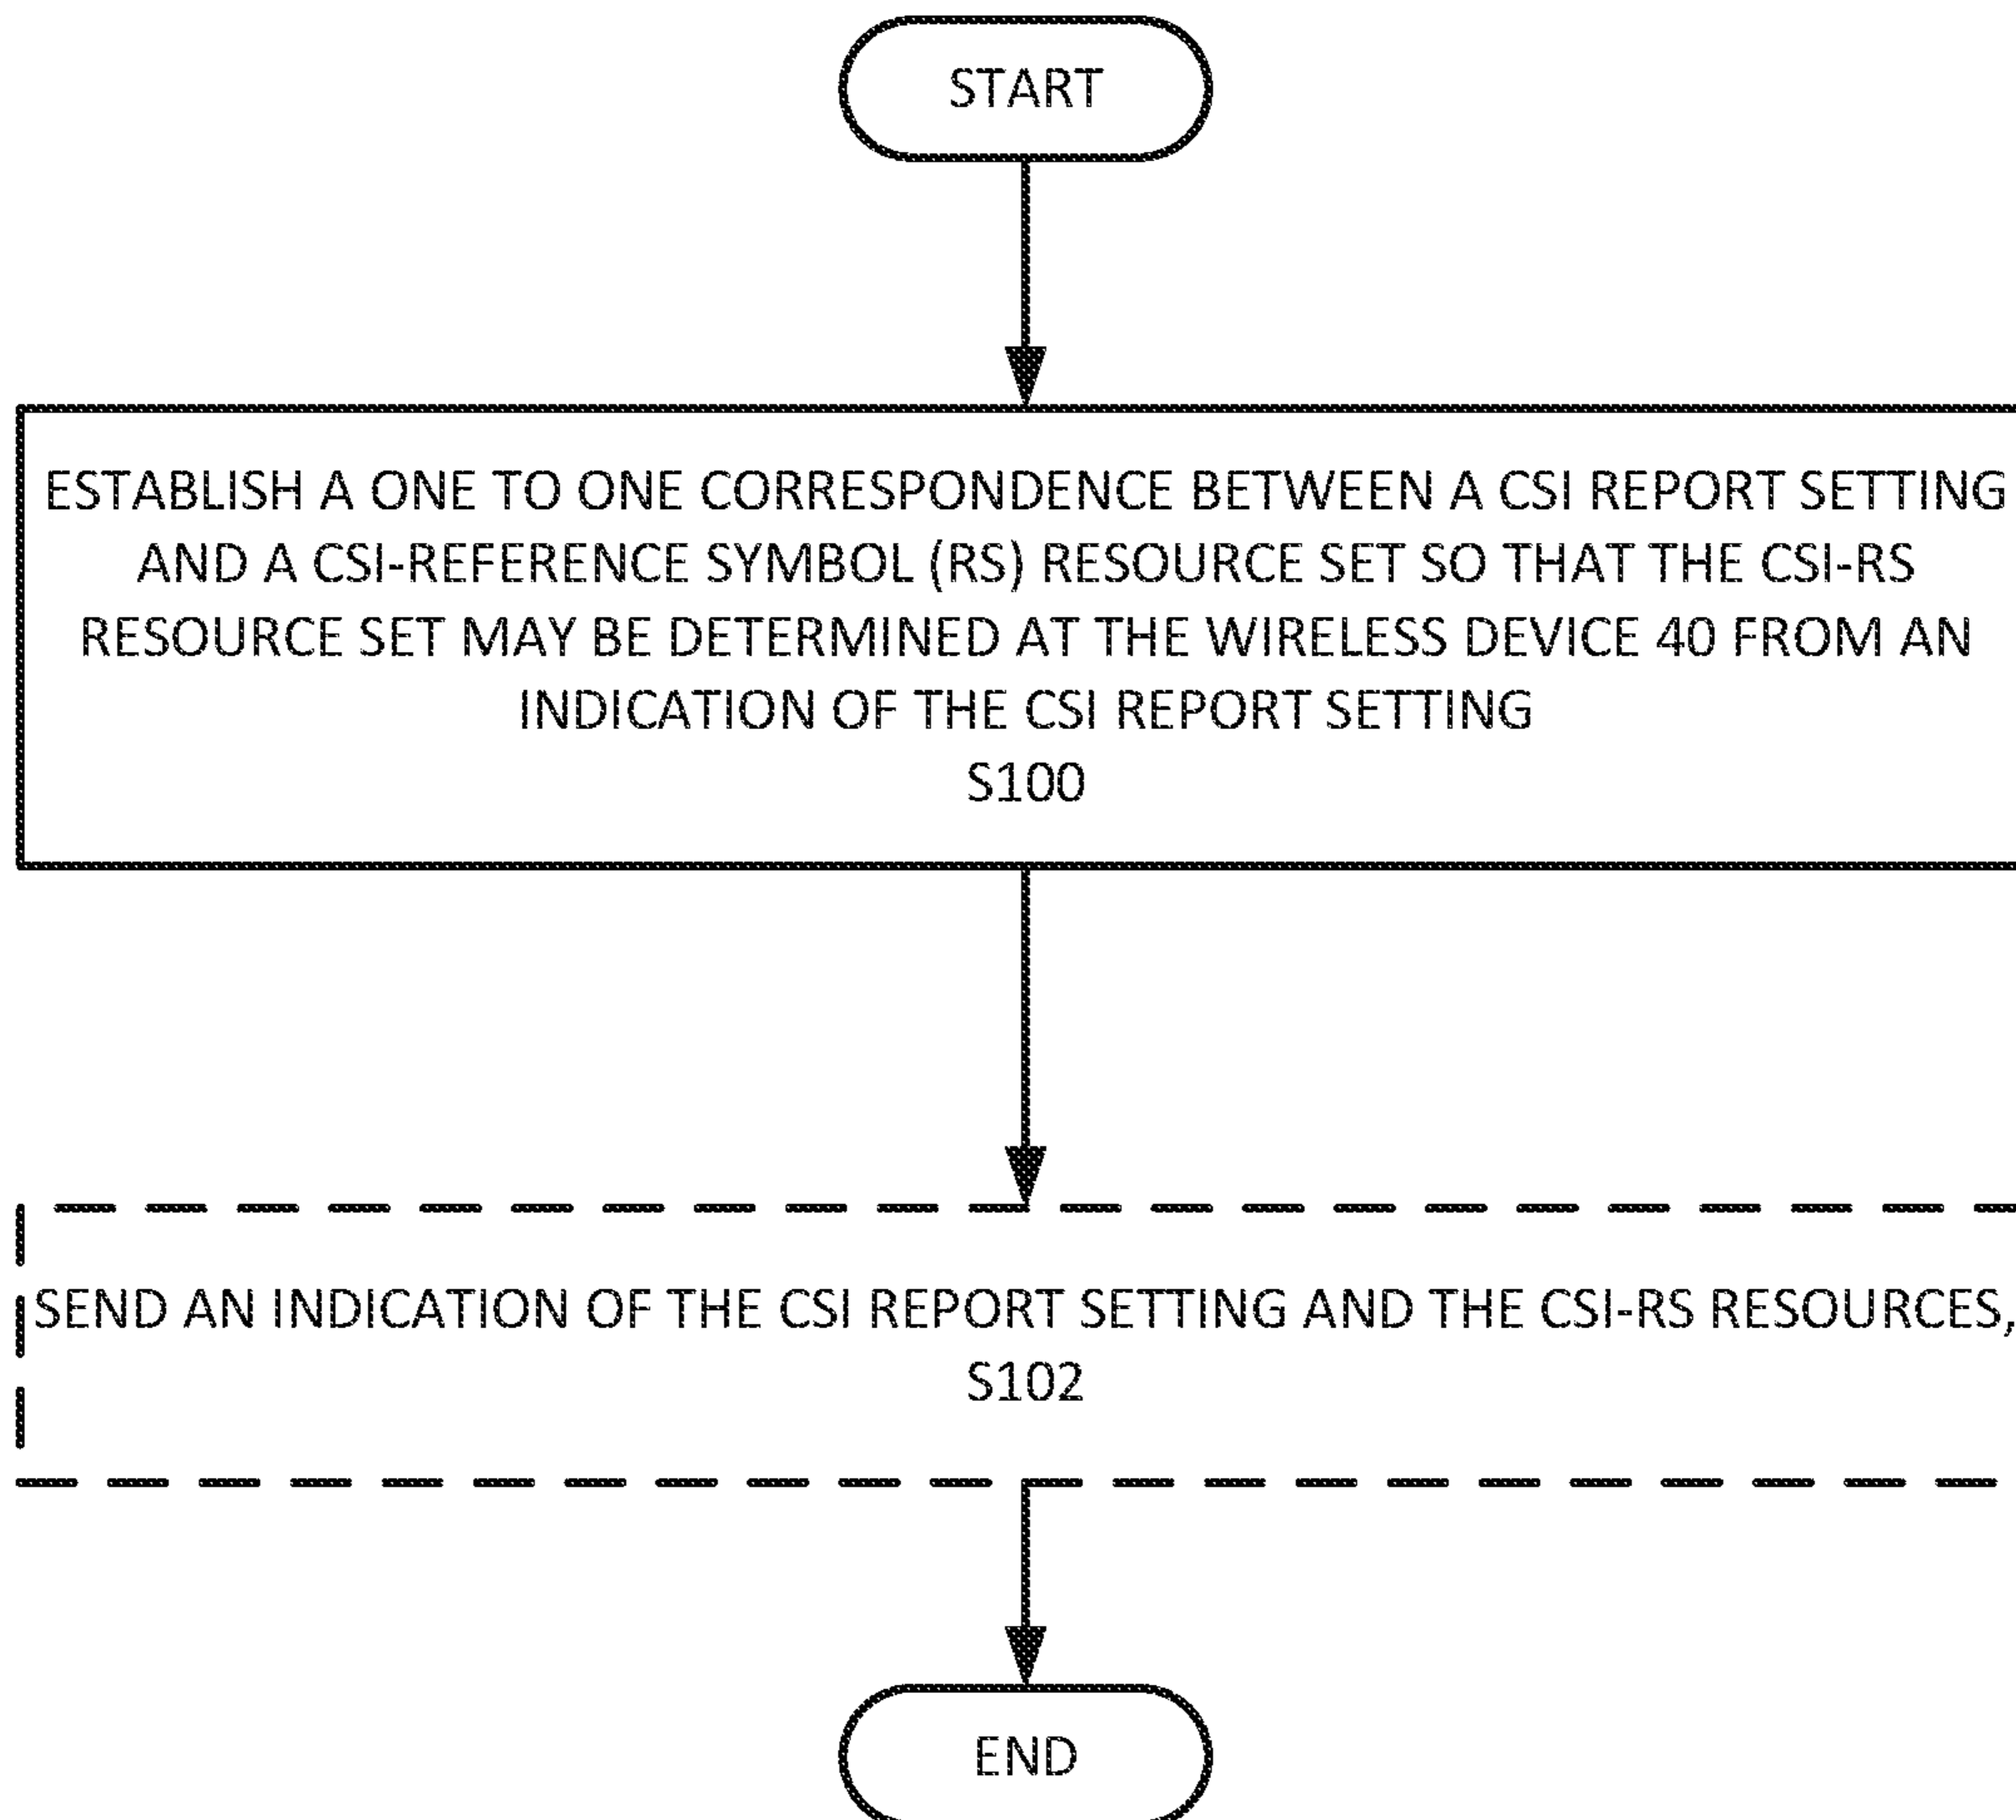 START
ESTABLISH A ONE TO ONE CORRESPONDENCE BETWEEN A CSI REPORT SETTING
AND A CSI-REFERENCE SYMBOL (RS) RESOURCE SET SO THAT THE CSI-RS
RESOURCE SET MAY BE DETERMINED AT THE WIRELESS DEVICE 40 FROM AN
INDICATION OF THE CSI REPORT SETTING
S100
SEND AN INDICATION OF THE CSI REPORT SETTING AND THE CSI-RS RESOURCES,
S102
END